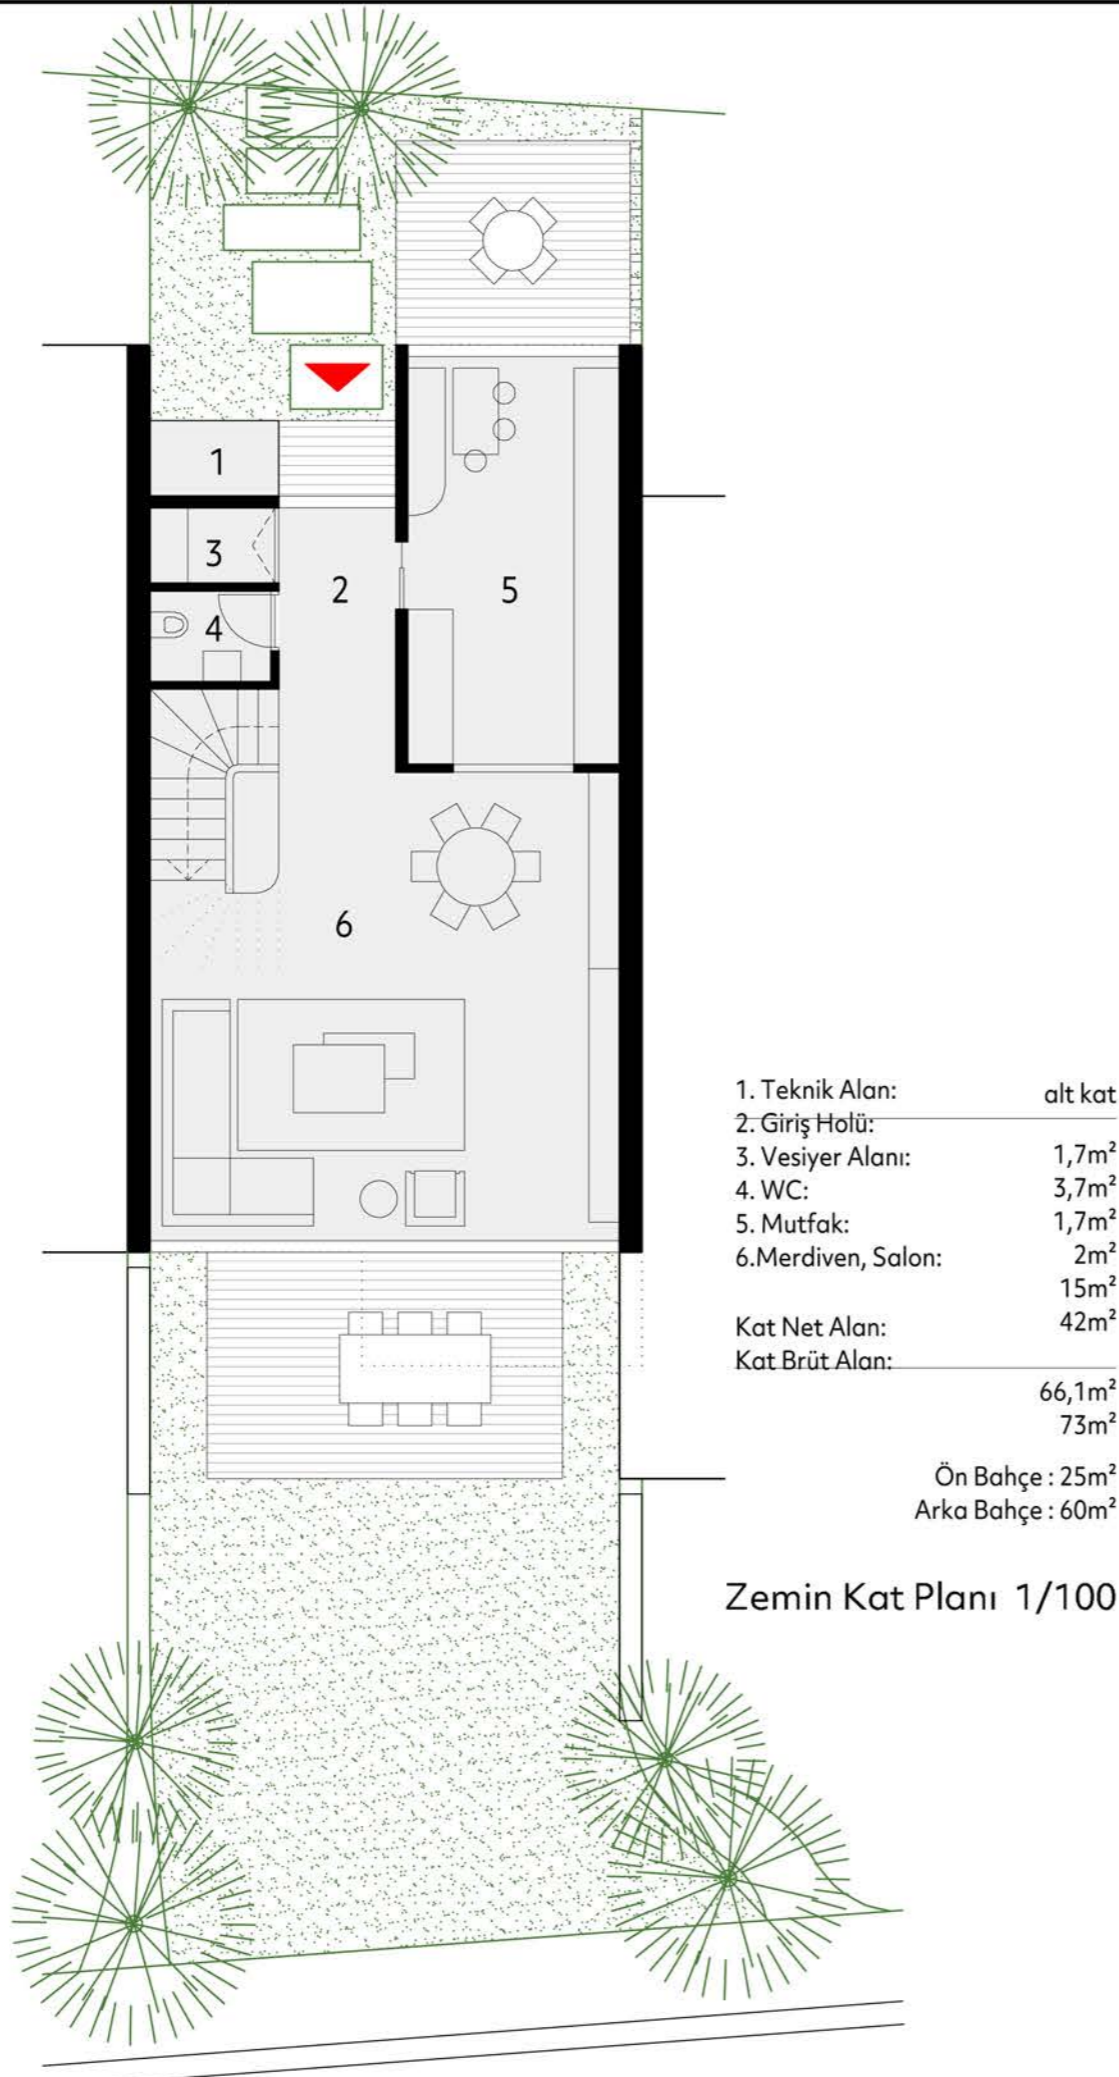 1
3
2
4
5
6
1. Teknik Alan: alt kat
2. Giriş Holü:
3. Vesiyer Alanı: 1,7m²
4. WC: 3,7m²
5. Mutfak: 1,7m²
6.Merdiven, Salon: 2m²
15m²
Kat Net Alan: 42m²
Kat Brüt Alan:
66,1m²
73m²
Ön Bahçe : 25m²
Arka Bahçe : 60m²
Zemin Kat Planı 1/100